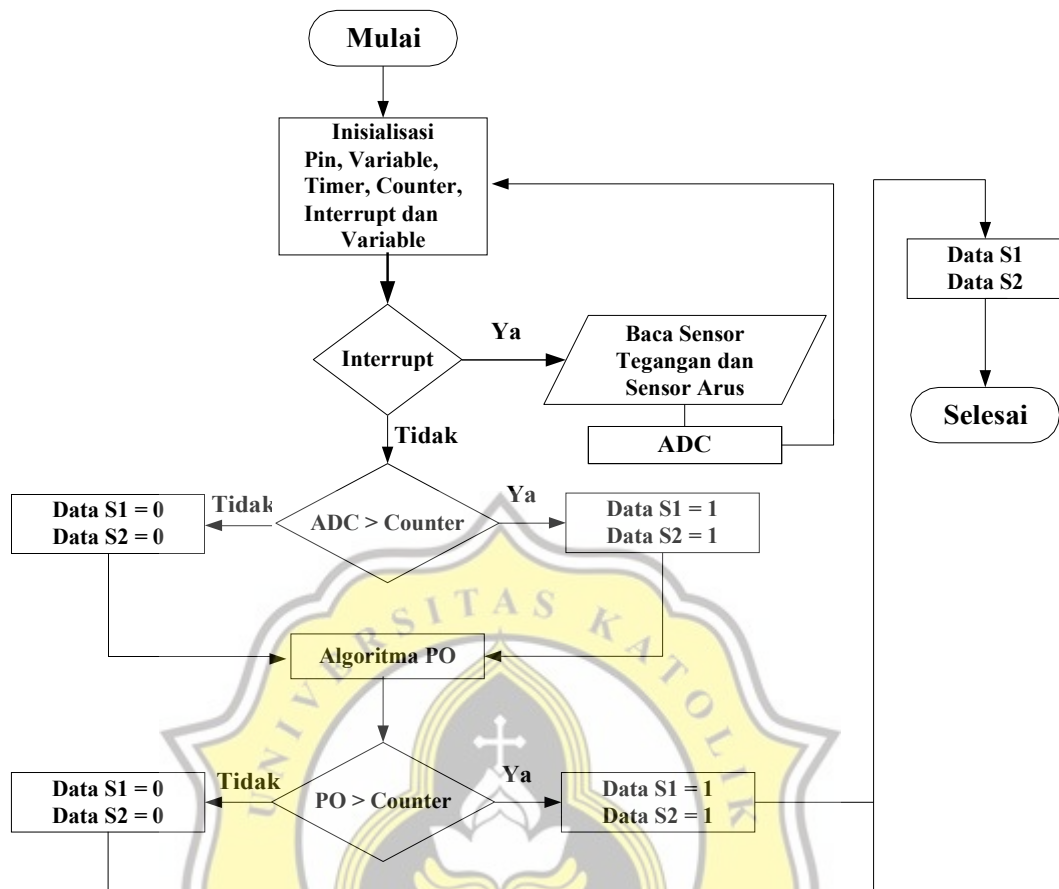 Mulai
Inisialisasi
Pin, Variable,
Timer, Counter,
Interrupt dan
Variable
Interrupt
Ya
Baca Sensor
Tegangan dan
Sensor Arus
ADC
Tidak
ADC > Counter
Tidak
Data S1 = 0
Data S2 = 0
Ya
Data S1 = 1
Data S2 = 1
Algoritma PO
PO > Counter
Tidak
Data S1 = 0
Data S2 = 0
Ya
Data S1 = 1
Data S2 = 1
Data S1
Data S2
Selesai
UNIVERSITAS KATOLIK